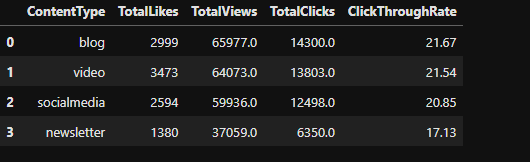 ContentType TotalLikes TotalViews TotalClicks ClickThroughRate
0 blog 2999 65977.0 14300.0 21.67
1 video 3473 64073.0 13803.0 21.54
2 socialmedia 2594 59936.0 12498.0 20.85
3 newsletter 1380 37059.0 6350.0 17.13